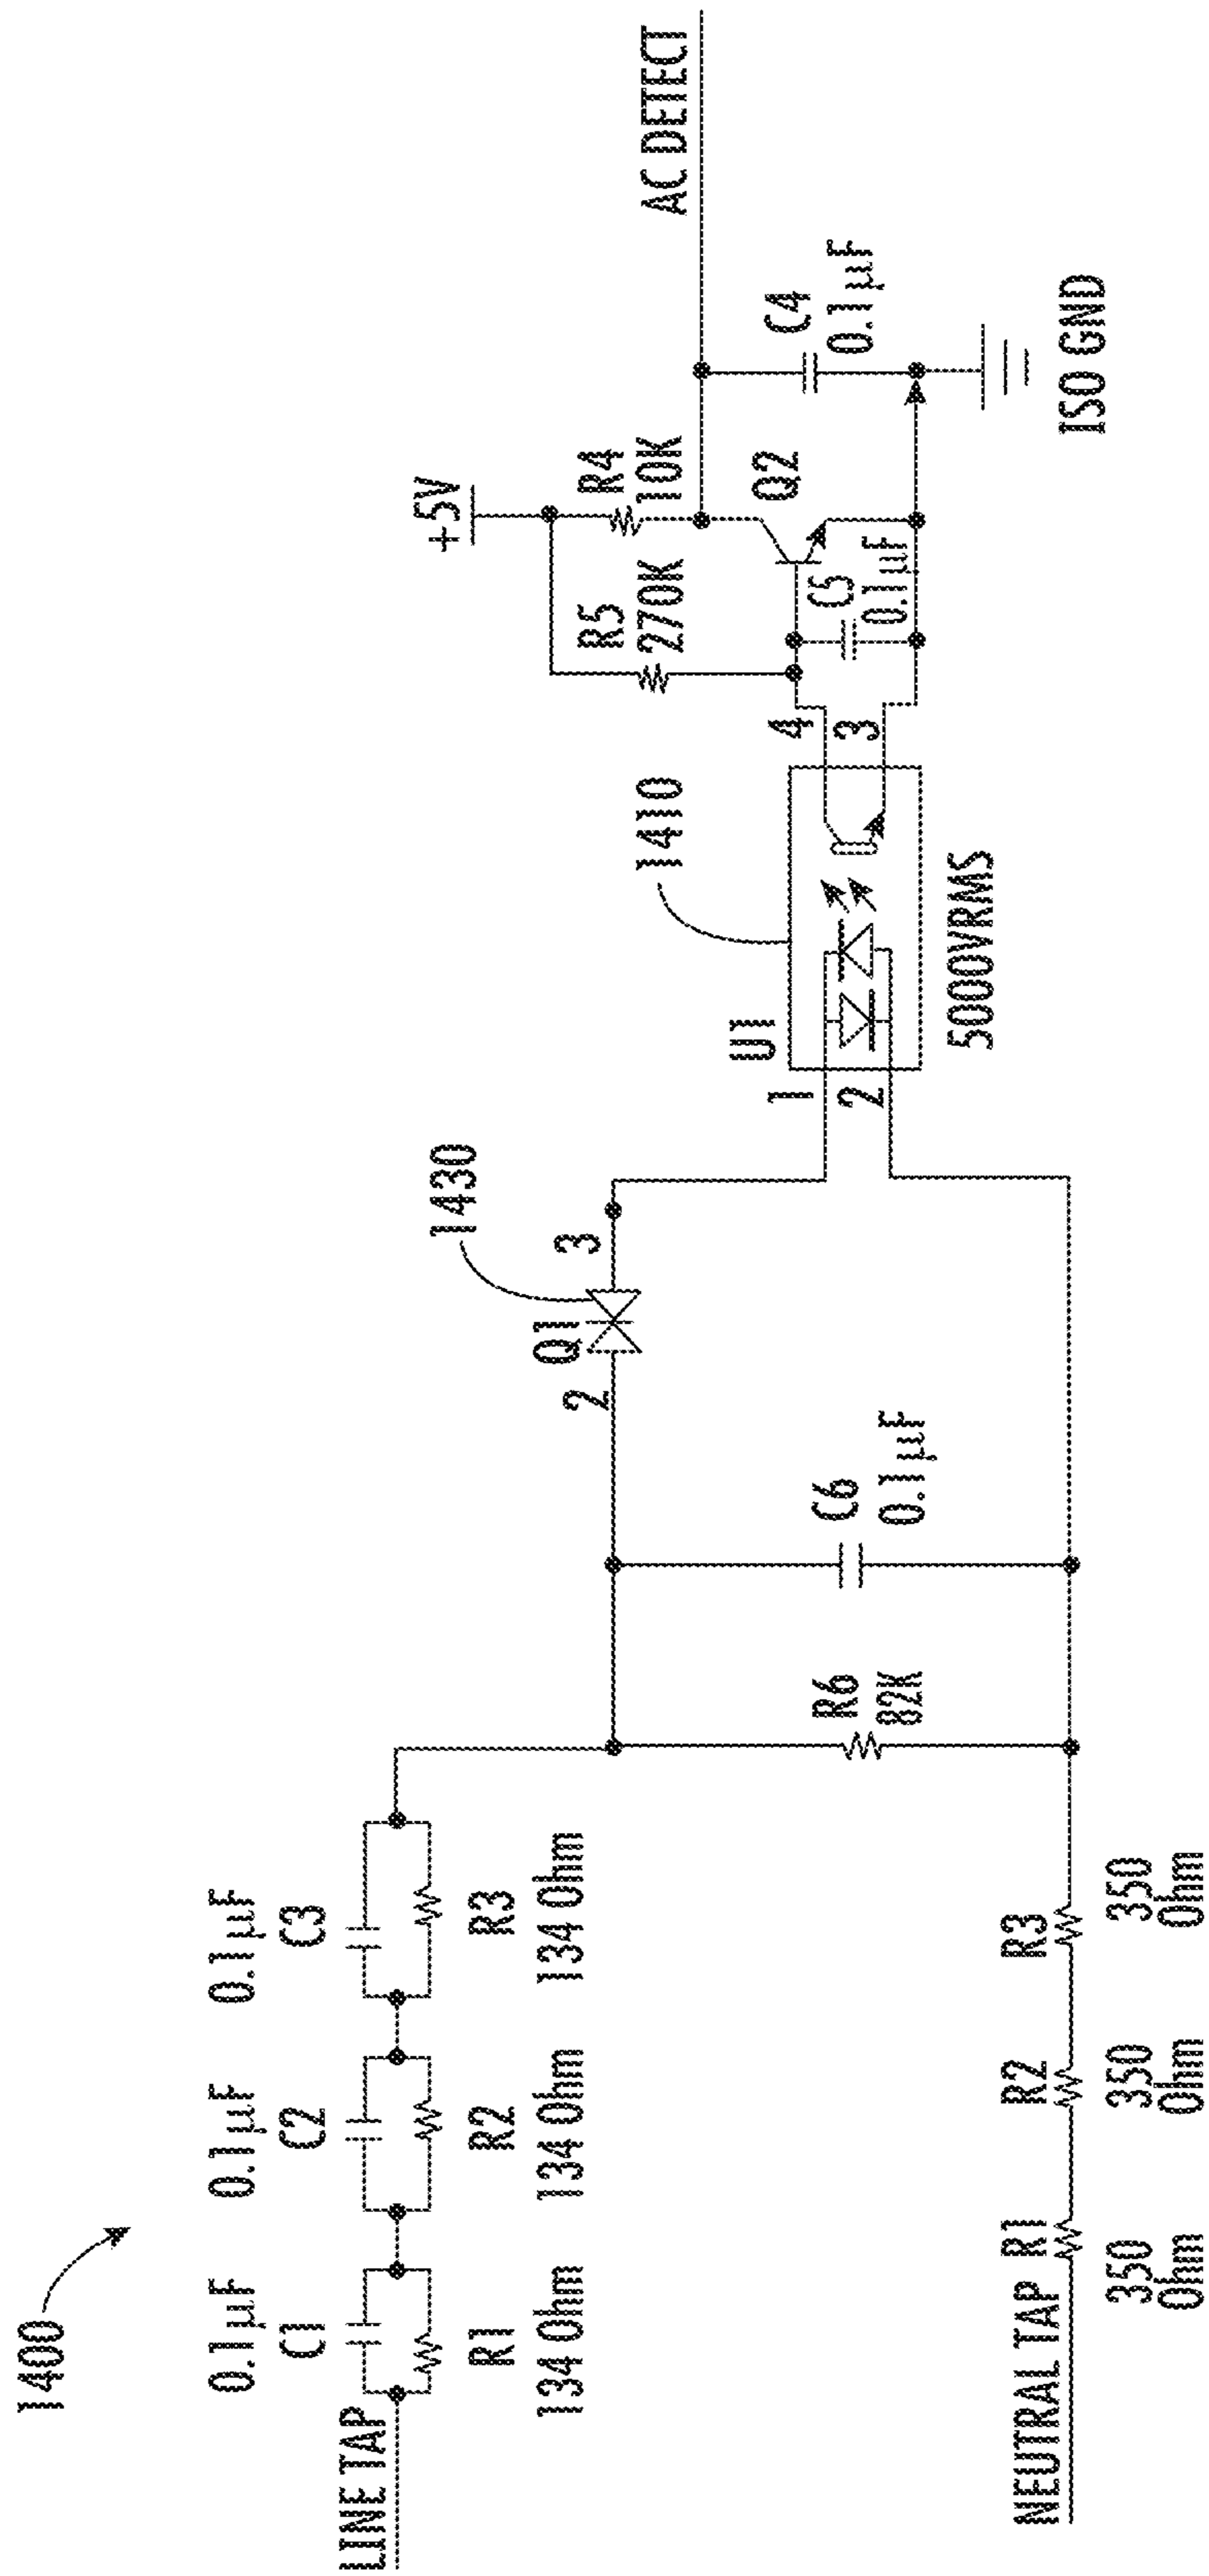 1400
0.1µF
C1
0.1µF
C2
0.1µF
C3
LINE TAP
R1
134 Ohm
R2
134 Ohm
R3
134 Ohm
NEUTRAL TAP
R1
350
Ohm
R2
350
Ohm
R3
350
Ohm
R6
82K
C6
0.1µF
2
Q1
3
1430
1
2
U1
5000VRMS
1410
4
3
R5
270K
+5V
R4
10K
C5
0.1µF
Q2
C4
0.1µF
ISO GND
AC DETECT